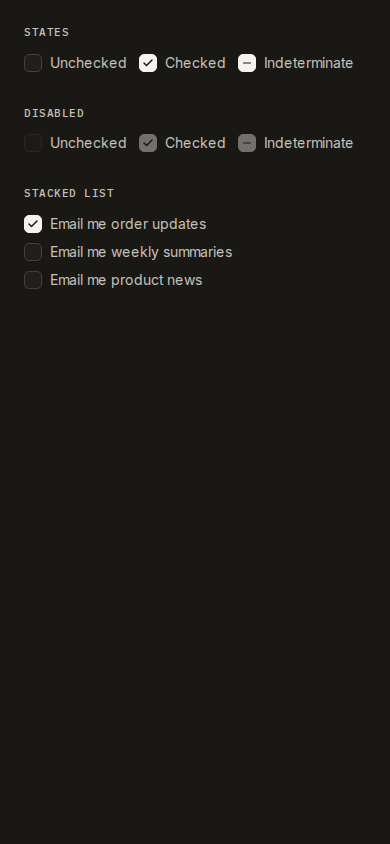 STATES
Unchecked Checked Indeterminate
DISABLED
Unchecked Checked Indeterminate
STACKED LIST
Email me order updates
Email me weekly summaries
Email me product news